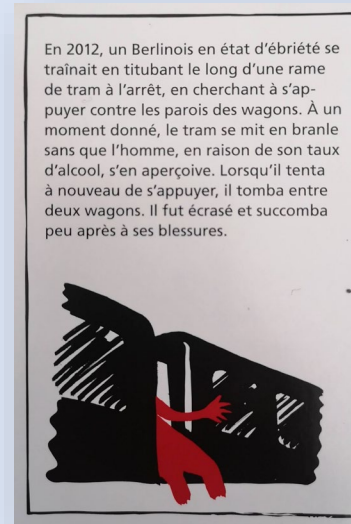 En 2012, un Berlinois en état d'ébriété se
traînait en titubant le long d'une rame
de tram à l'arrêt, en cherchant à s'ap-
puyer contre les parois des wagons. À un
moment donné, le tram se mit en branle
sans que l'homme, en raison de son taux
d'alcool, s'en aperçoive. Lorsqu'il tenta
à nouveau de s'appuyer, il tomba entre
deux wagons. Il fut écrasé et succomba
peu après à ses blessures.